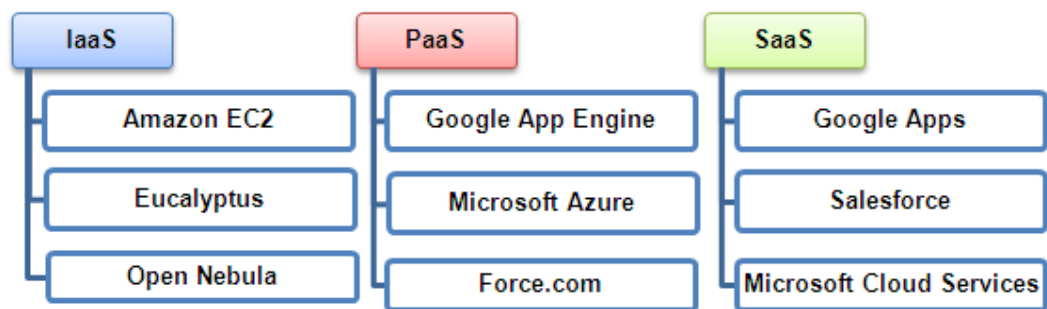 IaaS
Amazon EC2
Eucalyptus
Open Nebula
PaaS
Google App Engine
Microsoft Azure
Force.com
SaaS
Google Apps
Salesforce
Microsoft Cloud Services